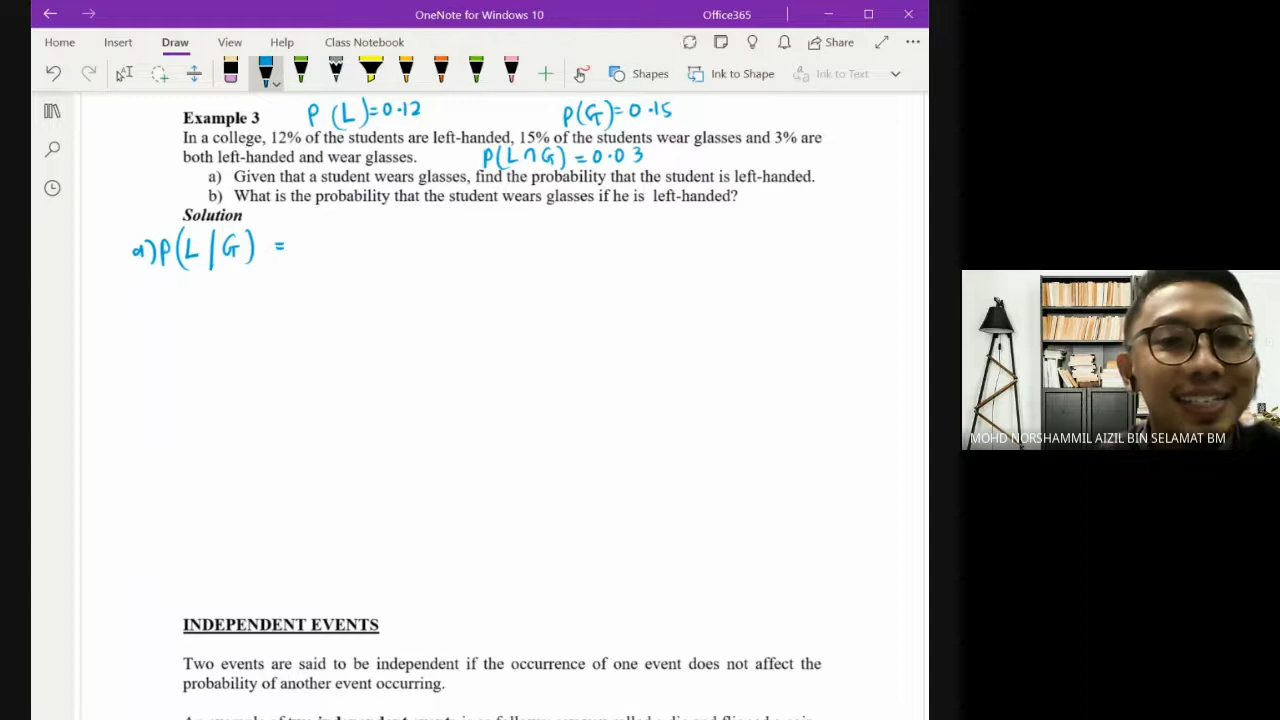 OneNote for Windows 10
Office365
Home Insert Draw View Help Class Notebook
Share
Shapes
Ink to Shape
Ink to Text
Example 3 P(L)=0.12 P(G)=0.15
In a college, 12% of the students are left-handed, 15% of the students wear glasses and 3% are
both left-handed and wear glasses. P(L∩G) = 0.03
a) Given that a student wears glasses, find the probability that the student is left-handed.
b) What is the probability that the student wears glasses if he is left-handed?
Solution
a) P(L|G) =
MOHD NORSHAMMIL AIZIL BIN SELAMAT BM
INDEPENDENT EVENTS
Two events are said to be independent if the occurrence of one event does not affect the
probability of another event occurring.